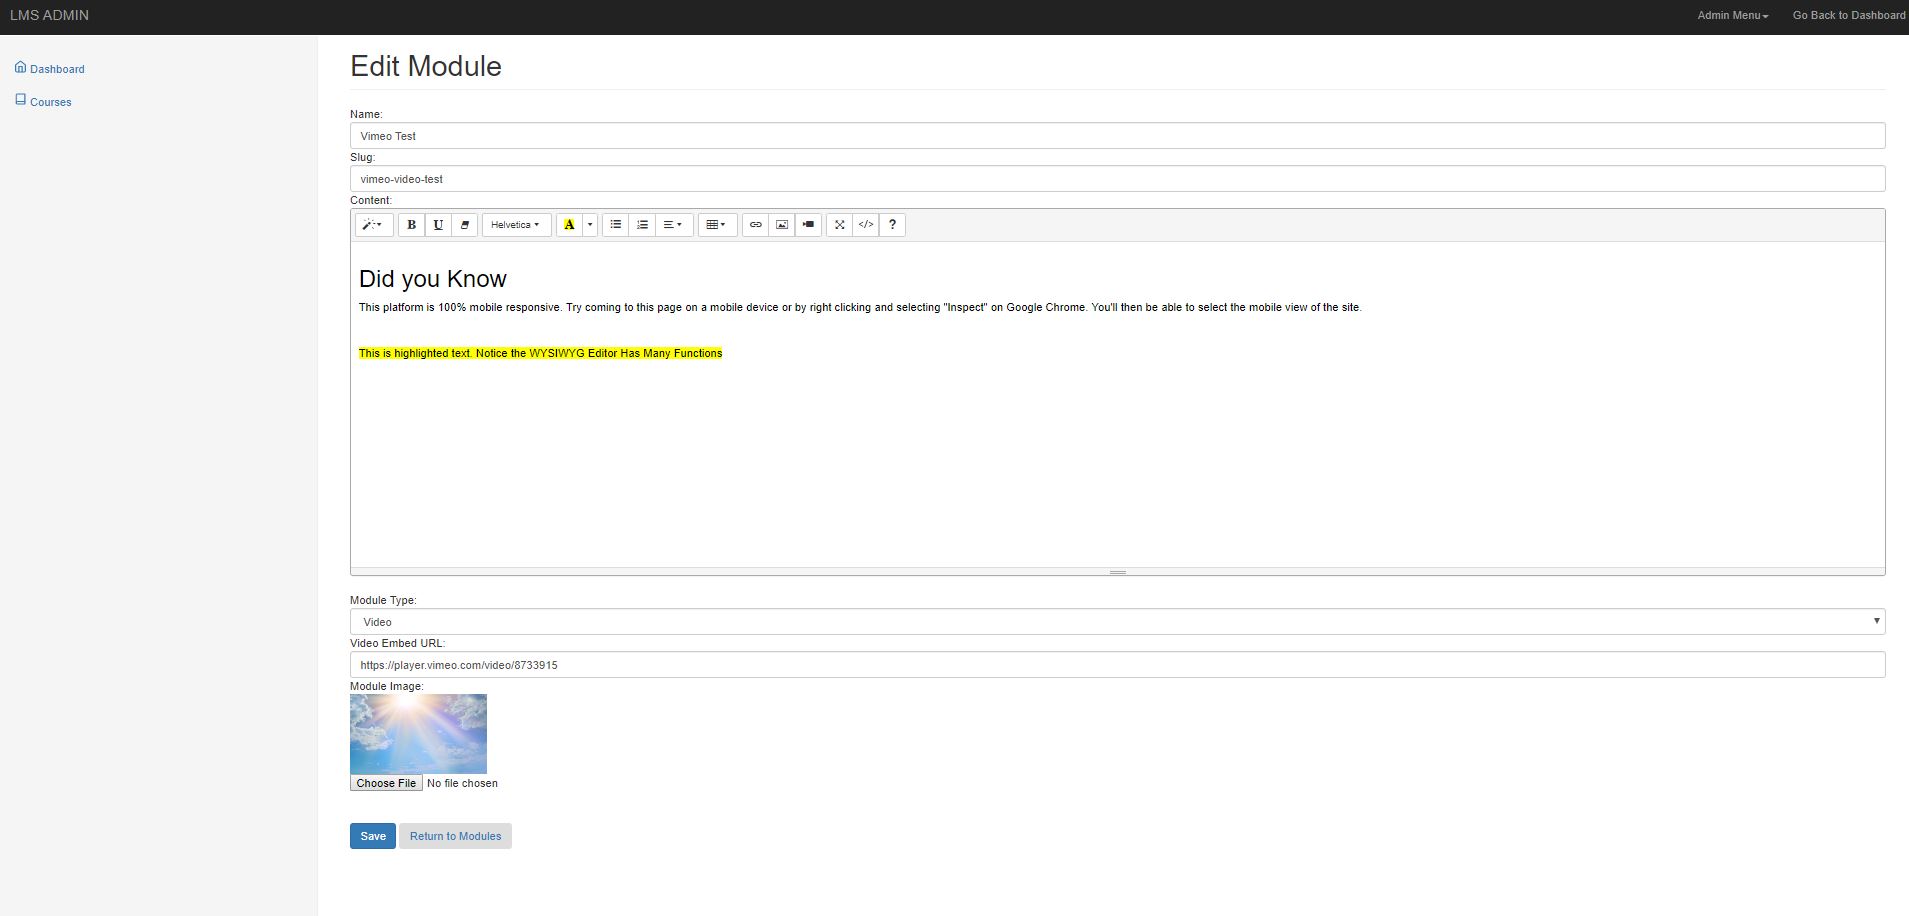 LMS ADMIN
Admin Menu
Go Back to Dashboard
Dashboard
Courses
Edit Module
Name:
Vimeo Test
Slug:
vimeo-video-test
Content:
B U Helvetica A </> ?
Did you Know
This platform is 100% mobile responsive. Try coming to this page on a mobile device or by right clicking and selecting "Inspect" on Google Chrome. You'll then be able to select the mobile view of the site.
This is highlighted text. Notice the WYSIWYG Editor Has Many Functions
Module Type:
Video
Video Embed URL:
https://player.vimeo.com/video/8733915
Module Image:
Choose File No file chosen
Save Return to Modules